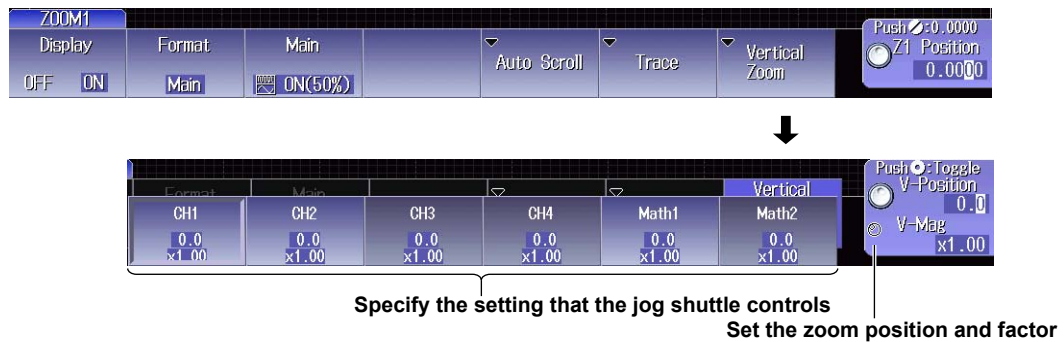 ZOOM1
Display
OFF ON
Format
Main
Main
ON(50%)
Auto Scroll
Trace
Vertical
Zoom
Push :0.0000
Z1 Position
0.0000
Format
Main
Vertical
CH1
0.0
x1.00
CH2
0.0
x1.00
CH3
0.0
x1.00
CH4
0.0
x1.00
Math1
0.0
x1.00
Math2
0.0
x1.00
Push :Toggle
V-Position
0.0
V-Mag
x1.00
Specify the setting that the jog shuttle controls
Set the zoom position and factor